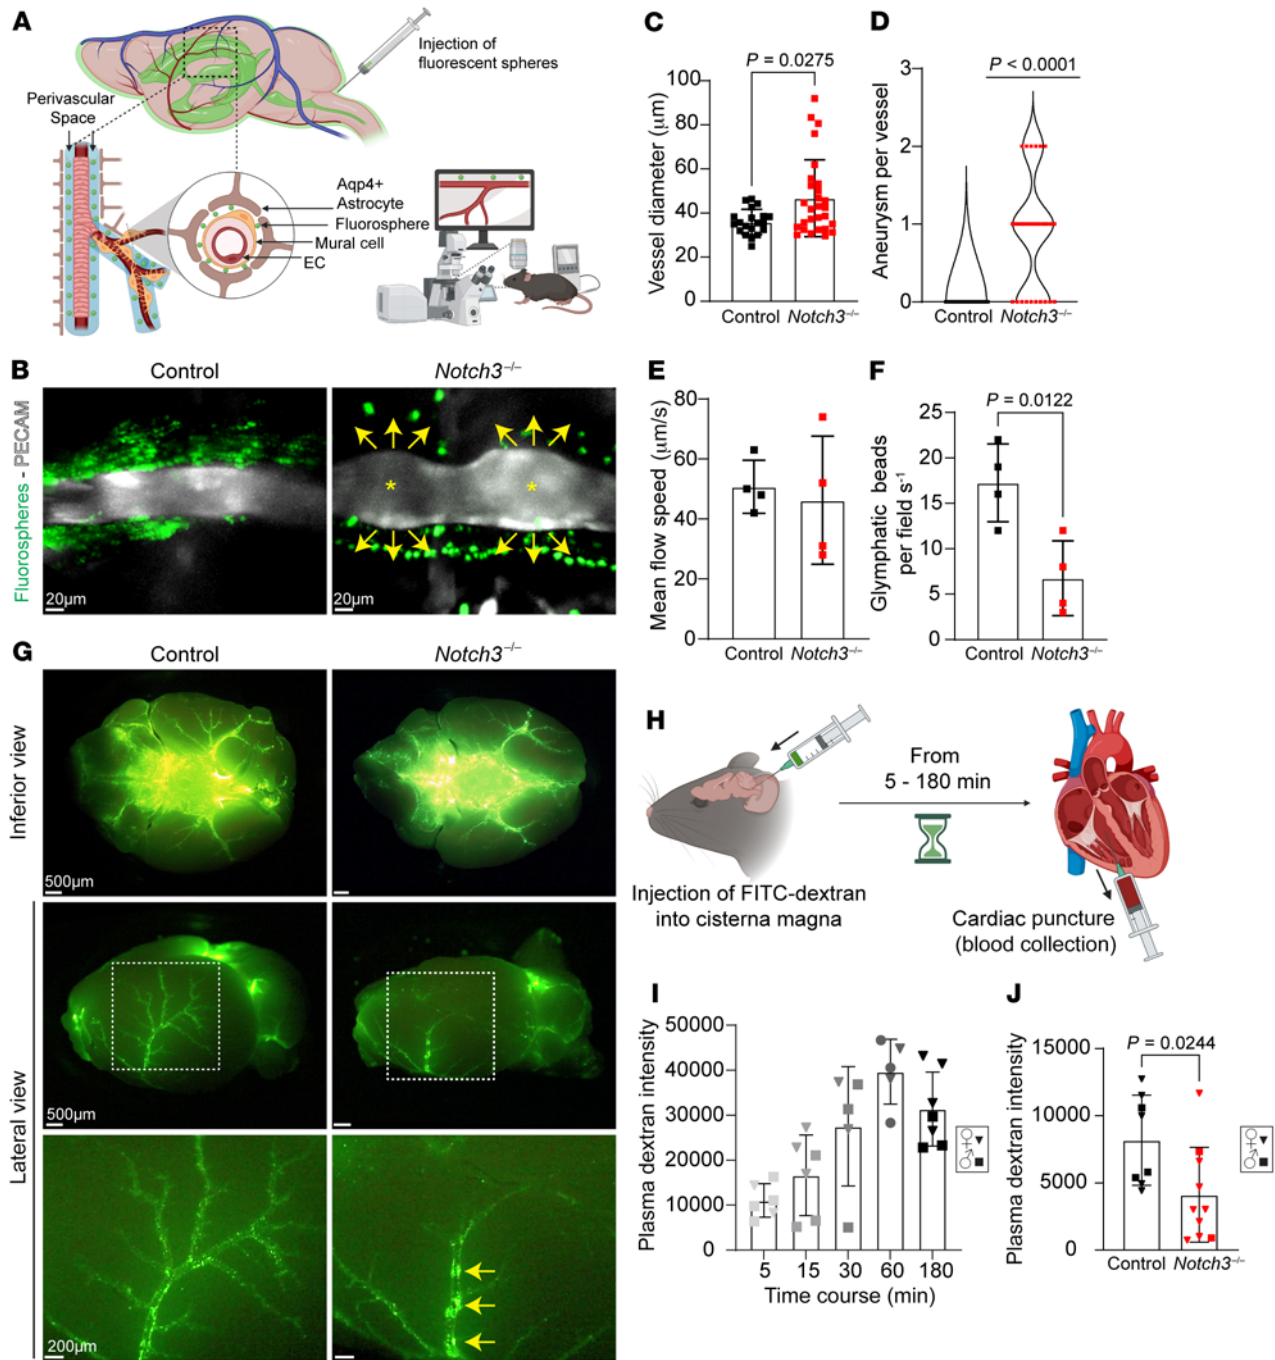 A
Injection of
fluorescent spheres
Perivascular
Space
Aqp4+
Astrocyte
Fluorosphere
Mural cell
EC
B
Control
Notch3–/–
Fluorospheres - PECAM
20μm
20μm
*
*
C
P = 0.0275
Vessel diameter (μm)
100
80
60
40
20
0
Control
Notch3–/–
D
P < 0.0001
Aneurysm per vessel
3
2
1
0
Control
Notch3–/–
E
Mean flow speed (μm/s)
80
60
40
20
0
Control
Notch3–/–
F
P = 0.0122
Glymphatic beads
per field s-1
25
20
15
10
5
0
Control
Notch3–/–
G
Control
Notch3–/–
Inferior view
500μm
Lateral view
500μm
200μm
H
From
5 - 180 min
Injection of FITC-dextran
into cisterna magna
Cardiac puncture
(blood collection)
I
Plasma dextran intensity
50000
40000
30000
20000
10000
0
5 15 30 60 180
Time course (min)
♀▼
♂■
J
P = 0.0244
Plasma dextran intensity
15000
10000
5000
0
Control
Notch3–/–
♀▼
♂■